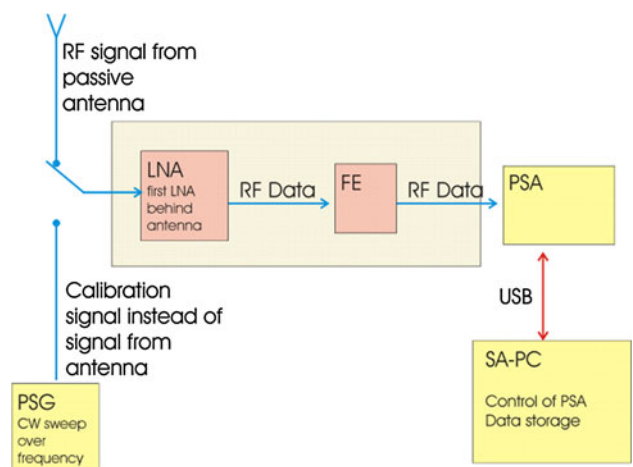 RF signal from
passive
antenna
LNA
first LNA
behind
antenna
RF Data
FE
RF Data
PSA
USB
Calibration
signal instead of
signal from
antenna
SA-PC
Control of PSA
Data storage
PSG
CW sweep
over
frequency